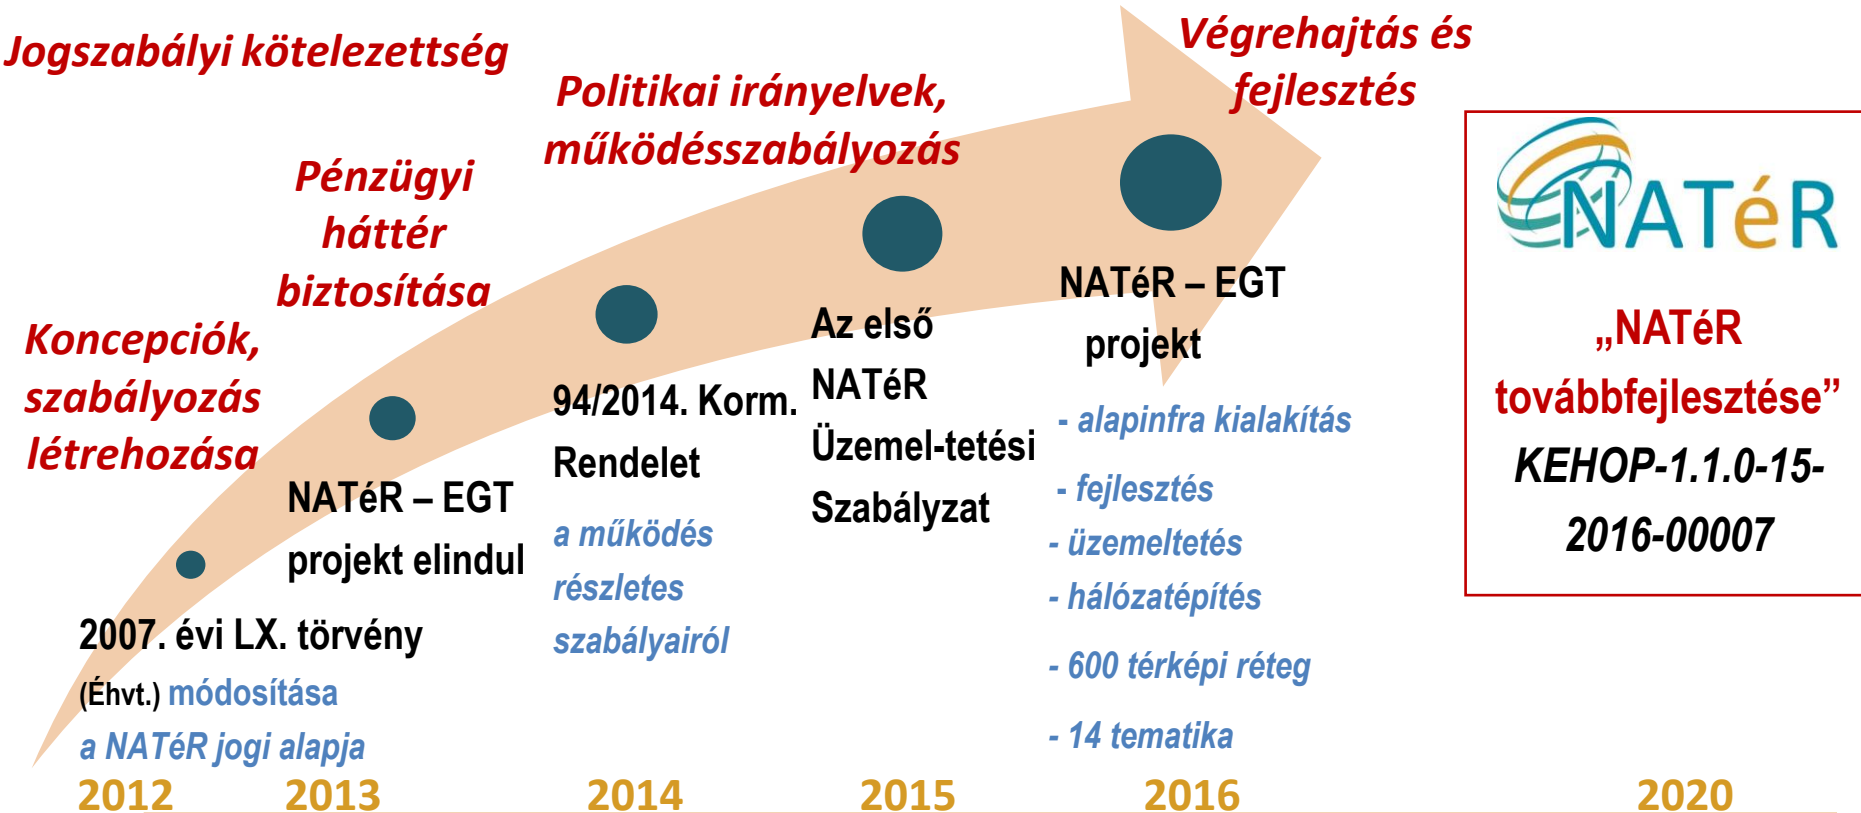 Jogszabályi kötelezettség
Koncepciók,
szabályozás
létrehozása
Pénzügyi
háttér
biztosítása
Politikai irányelvek,
működésszabályozás
Végrehajtás és
fejlesztés
2007. évi LX. törvény
(Éhvt.) módosítása
a NATéR jogi alapja
NATéR – EGT
projekt elindul
94/2014. Korm.
Rendelet
a működés
részletes
szabályairól
Az első
NATéR
Üzemel-tetési
Szabályzat
NATéR – EGT
projekt
- alapinfra kialakítás
- fejlesztés
- üzemeltetés
- hálózatépítés
- 600 térképi réteg
- 14 tematika
NATéR
„NATéR
továbbfejlesztése”
KEHOP-1.1.0-15-
2016-00007
2012 2013 2014 2015 2016 2020